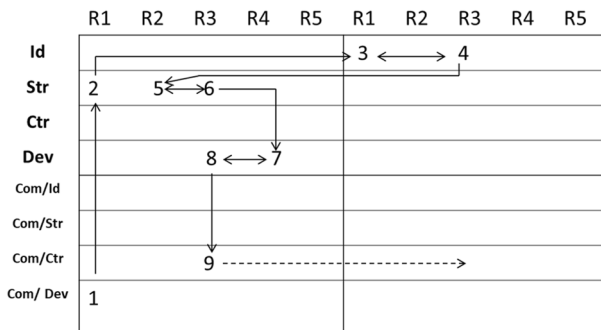 R1 R2 R3 R4 R5 R1 R2 R3 R4 R5
Id 3 4
Str 2 5 6
Ctr
Dev 8 7
Com/Id
Com/Str
Com/Ctr 9
Com/ Dev 1